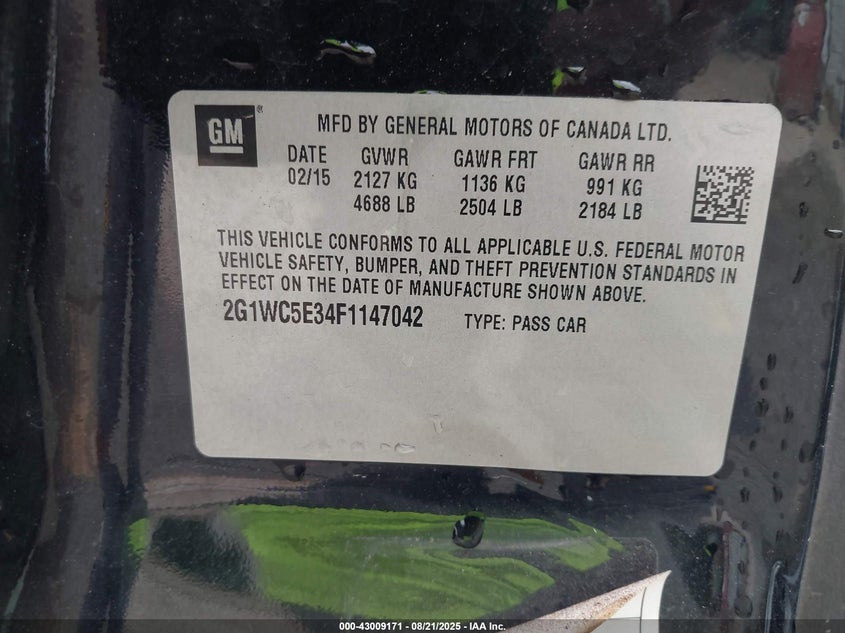 GM
MFD BY GENERAL MOTORS OF CANADA LTD.
DATE GVWR GAWR FRT GAWR RR
02/15 2127 KG 1136 KG 991 KG
4688 LB 2504 LB 2184 LB
THIS VEHICLE CONFORMS TO ALL APPLICABLE U.S. FEDERAL MOTOR
VEHICLE SAFETY, BUMPER, AND THEFT PREVENTION STANDARDS IN
EFFECT ON THE DATE OF MANUFACTURE SHOWN ABOVE.
2G1WC5E34F1147042 TYPE: PASS CAR
000-43009171 - 08/21/2025 - IAA Inc.